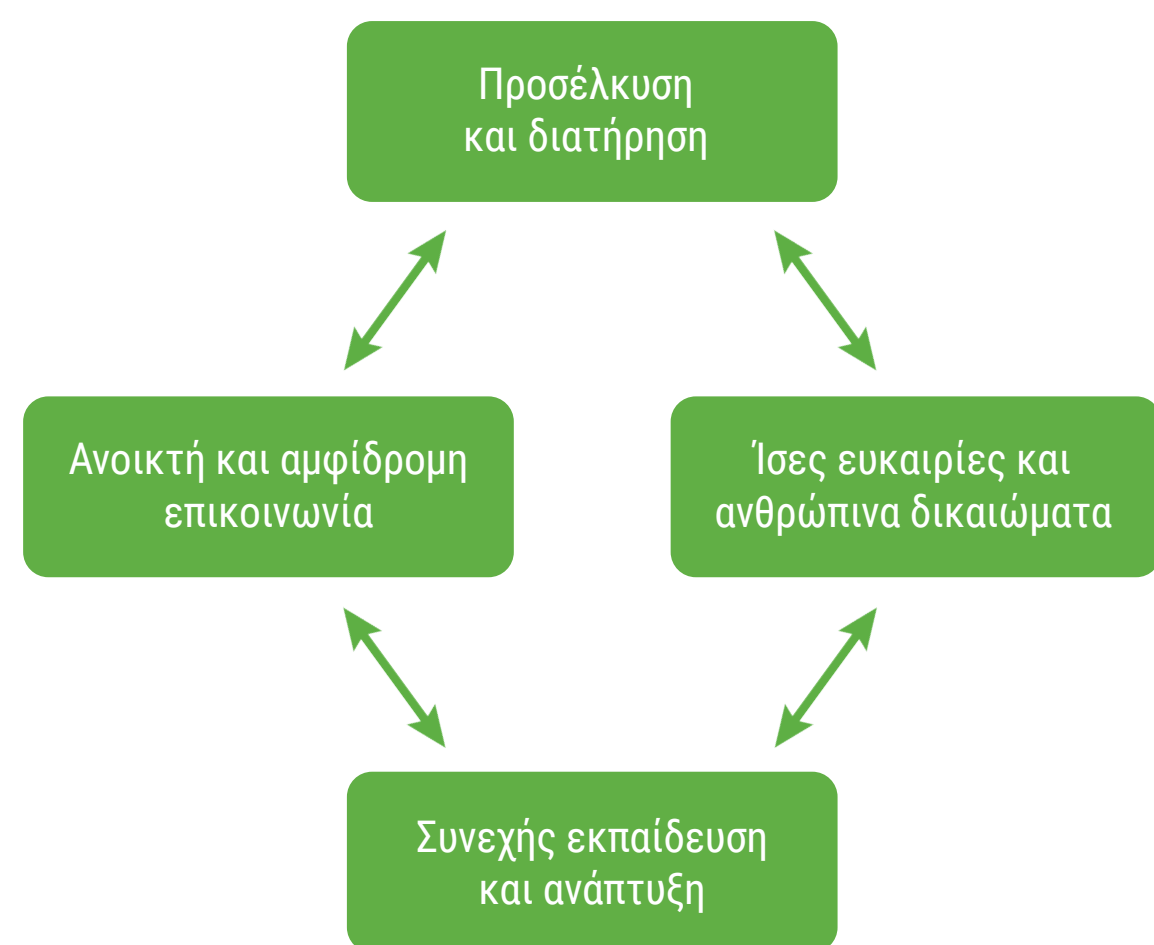 Προσέλκυση
και διατήρηση
Ανοικτή και αμφίδρομη
επικοινωνία
Ίσες ευκαιρίες και
ανθρώπινα δικαιώματα
Συνεχής εκπαίδευση
και ανάπτυξη